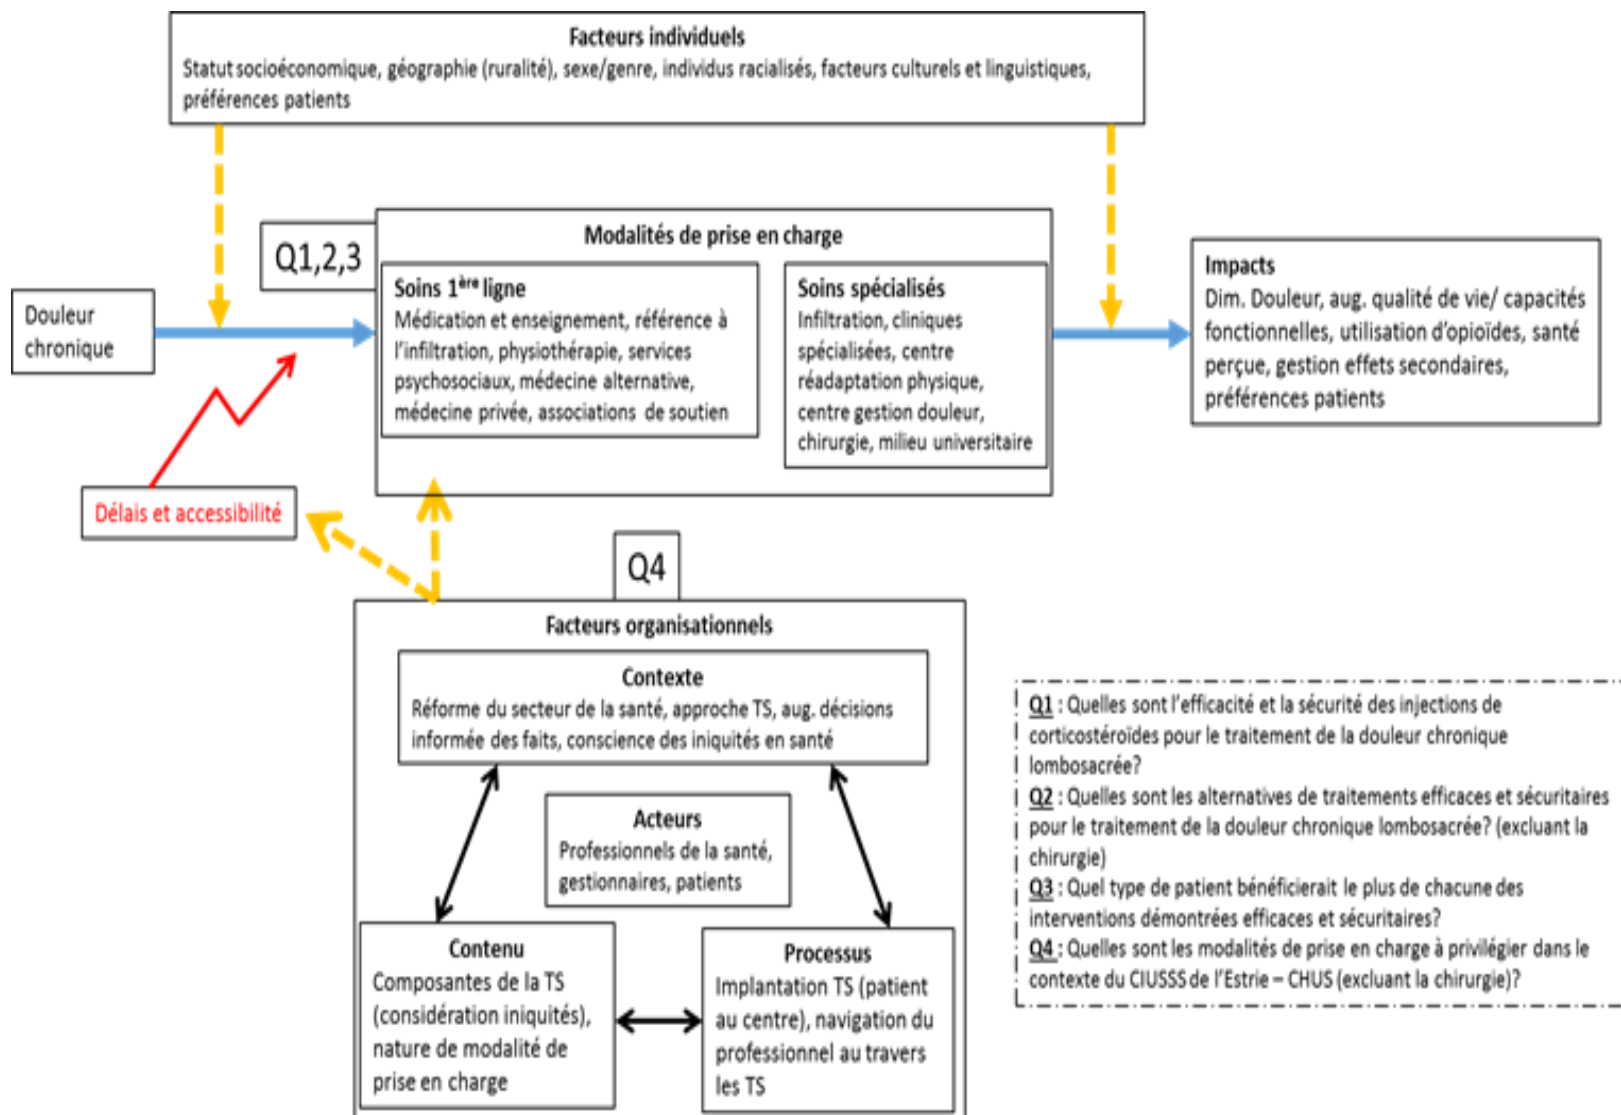 Facteurs individuels
Statut socioéconomique, géographie (ruralité), sexe/genre, individus racialisés, facteurs culturels et linguistiques,
préférences patients
Q1,2,3
Modalités de prise en charge
Douleur
chronique
Soins 1ère ligne
Médication et enseignement, référence à
l'infiltration, physiothérapie, services
psychosociaux, médecine alternative,
médecine privée, associations de soutien
Soins spécialisés
Infiltration, cliniques
spécialisées, centre
réadaptation physique,
centre gestion douleur,
chirurgie, milieu universitaire
Impacts
Dim. Douleur, aug. qualité de vie/ capacités
fonctionnelles, utilisation d'opioïdes, santé
perçue, gestion effets secondaires,
préférences patients
Délais et accessibilité
Q4
Facteurs organisationnels
Contexte
Réforme du secteur de la santé, approche TS, aug. décisions
informée des faits, conscience des iniquités en santé
Acteurs
Professionnels de la santé,
gestionnaires, patients
Contenu
Composantes de la TS
(considération iniquités),
nature de modalité de
prise en charge
Processus
Implantation TS (patient
au centre), navigation du
professionnel au travers
les TS
Q1 : Quelles sont l'efficacité et la sécurité des injections de
corticostéroïdes pour le traitement de la douleur chronique
lombosacrée?
Q2 : Quelles sont les alternatives de traitements efficaces et sécuritaires
pour le traitement de la douleur chronique lombosacrée? (excluant la
chirurgie)
Q3 : Quel type de patient bénéficierait le plus de chacune des
interventions démontrées efficaces et sécuritaires?
Q4 : Quelles sont les modalités de prise en charge à privilégier dans le
contexte du CIUSSS de l'Estrie – CHUS (excluant la chirurgie)?